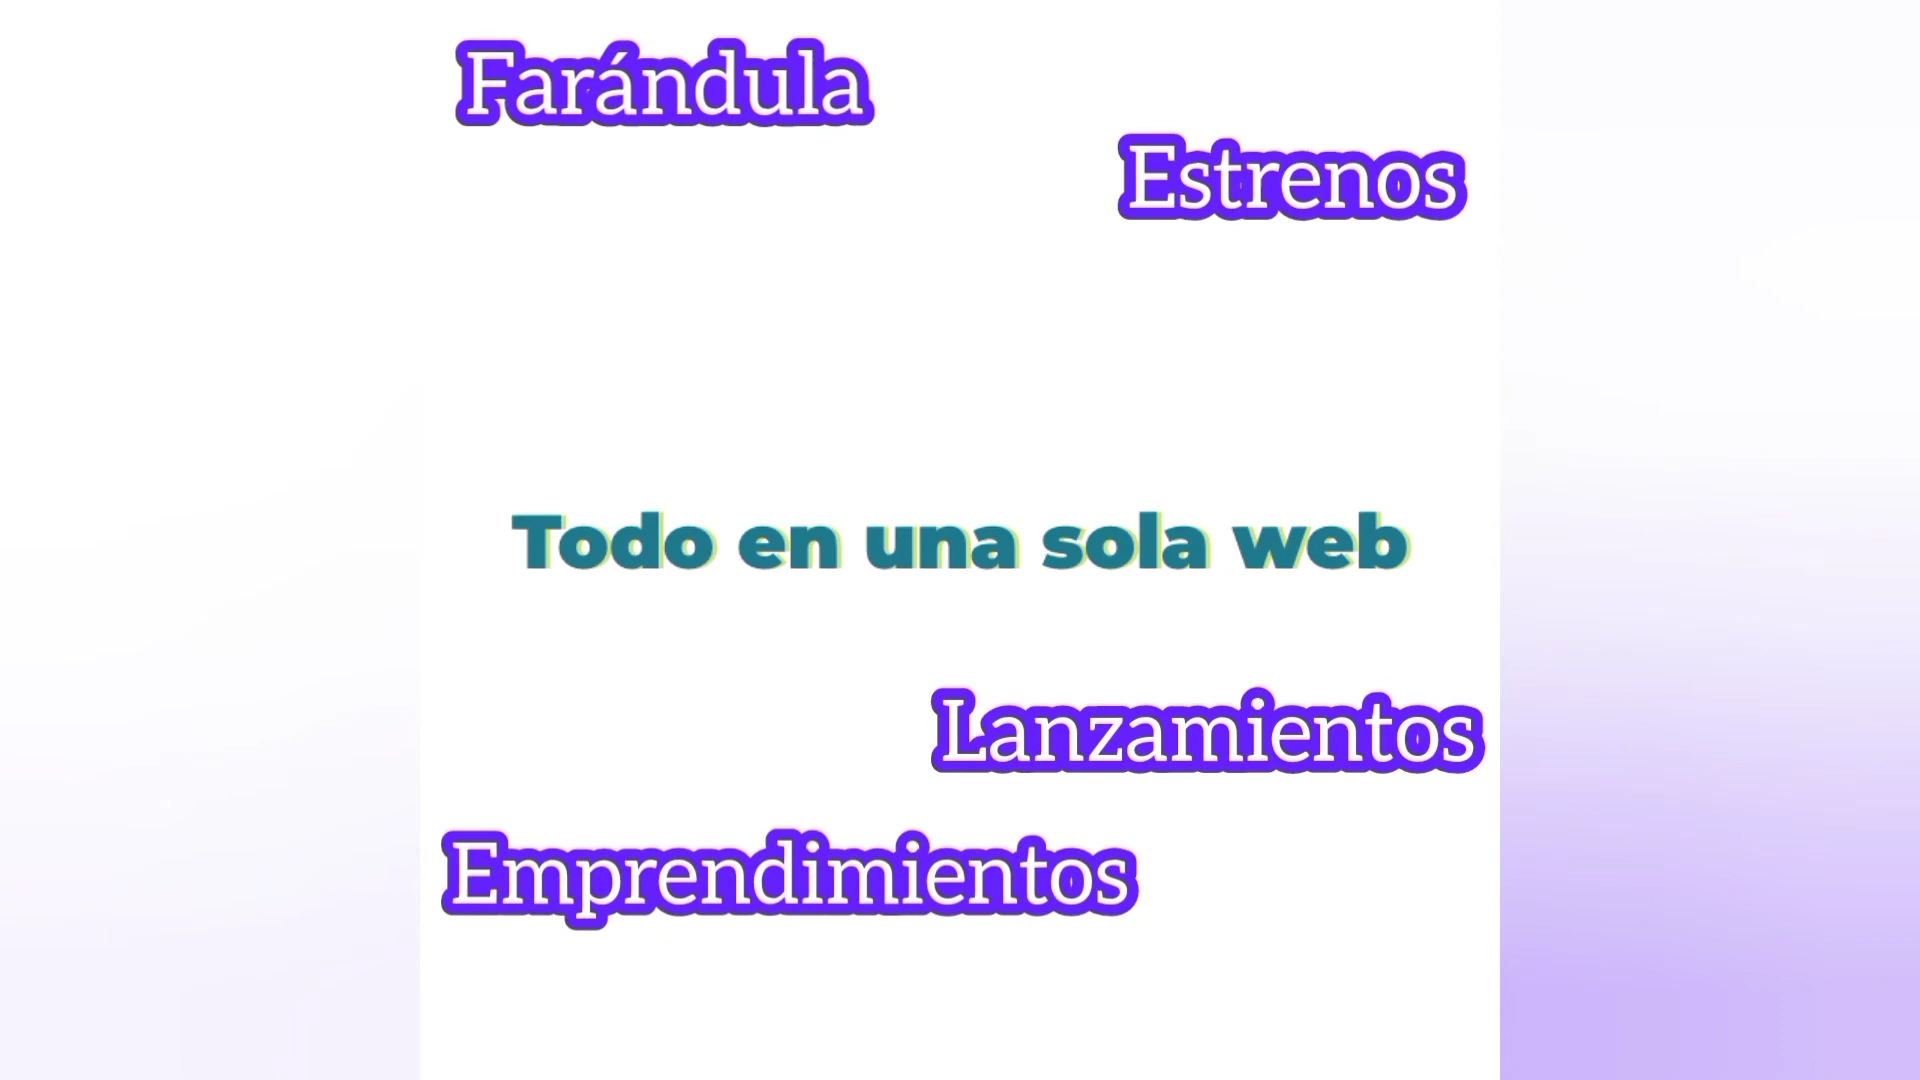 Farándula
Estrenos
Todo en una sola web
Lanzamientos
Emprendimientos